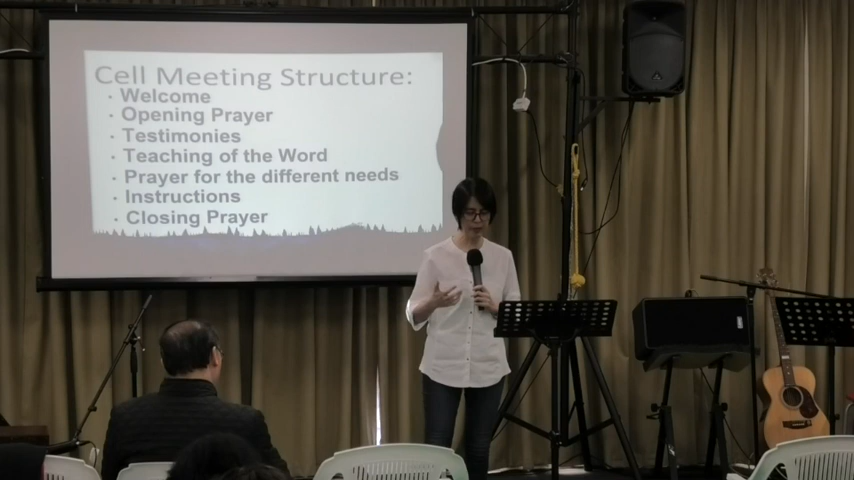 Cell Meeting Structure:
· Welcome
· Opening Prayer
· Testimonies
· Teaching of the Word
· Prayer for the different needs
· Instructions
· Closing Prayer